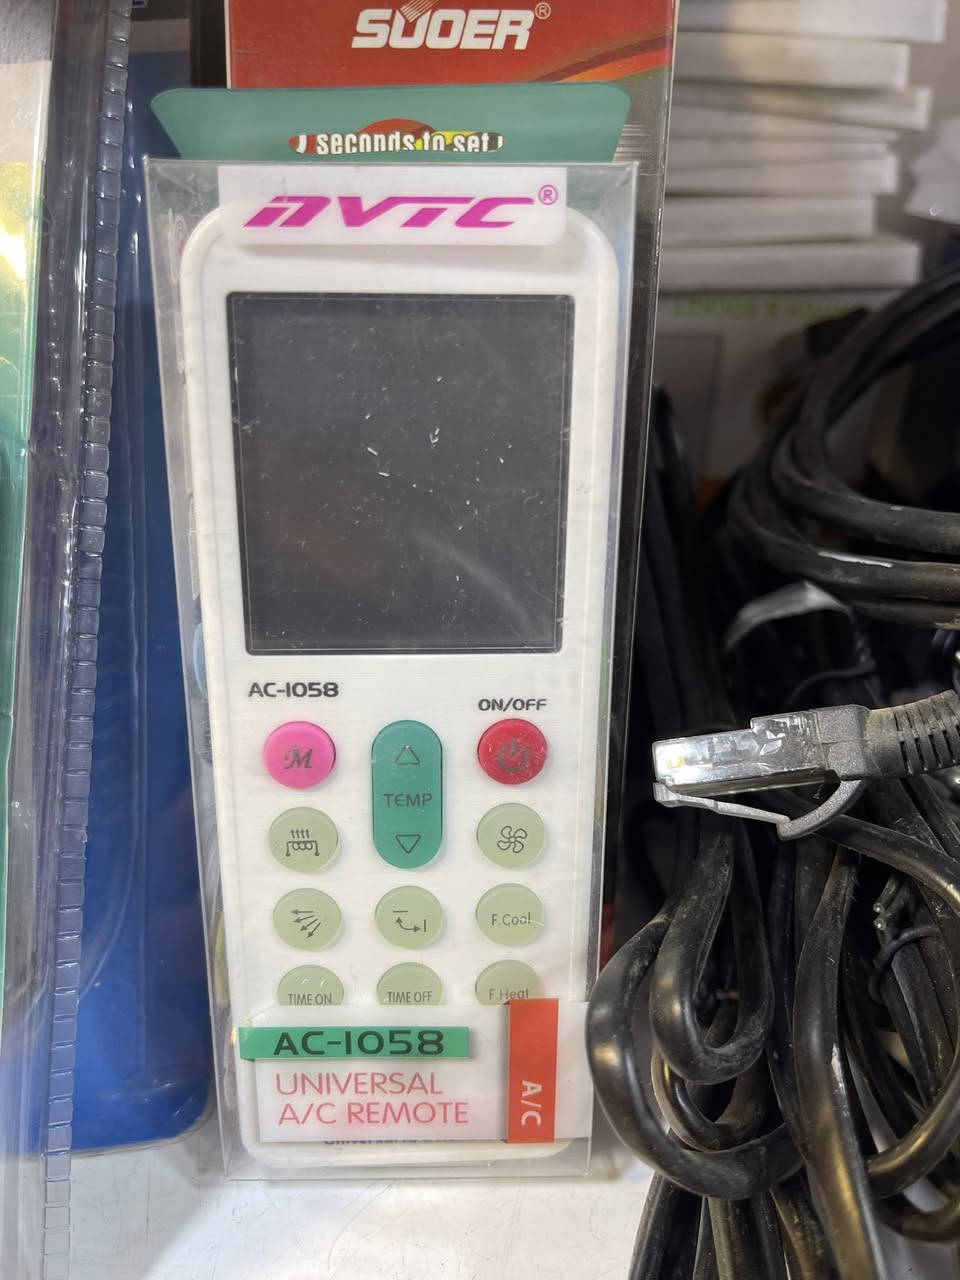 SUOER®
seconds to set
NVTC®
AC-1058
ON/OFF
M
TEMP
F.Cool
TIME ON
TIME OFF
F.Heat
AC-1058
UNIVERSAL
A/C REMOTE
A/C